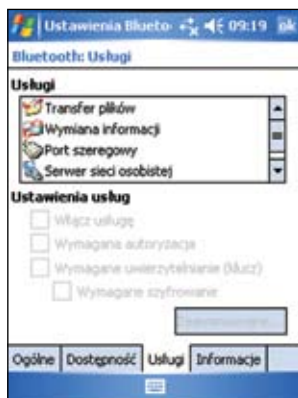 Ustawienia Blueto 09:19 ok
Bluetooth: Usługi
Usługi
Transfer plików
Wymiana informacji
Port szeregowy
Serwer sieci osobistej
Ustawienia usług
Włącz usługę
Wymagana autoryzacja
Wymagane uwierzytelnianie (klucz)
Wymagane szyfrowanie
Ogólne Dostępność Usługi Informacje